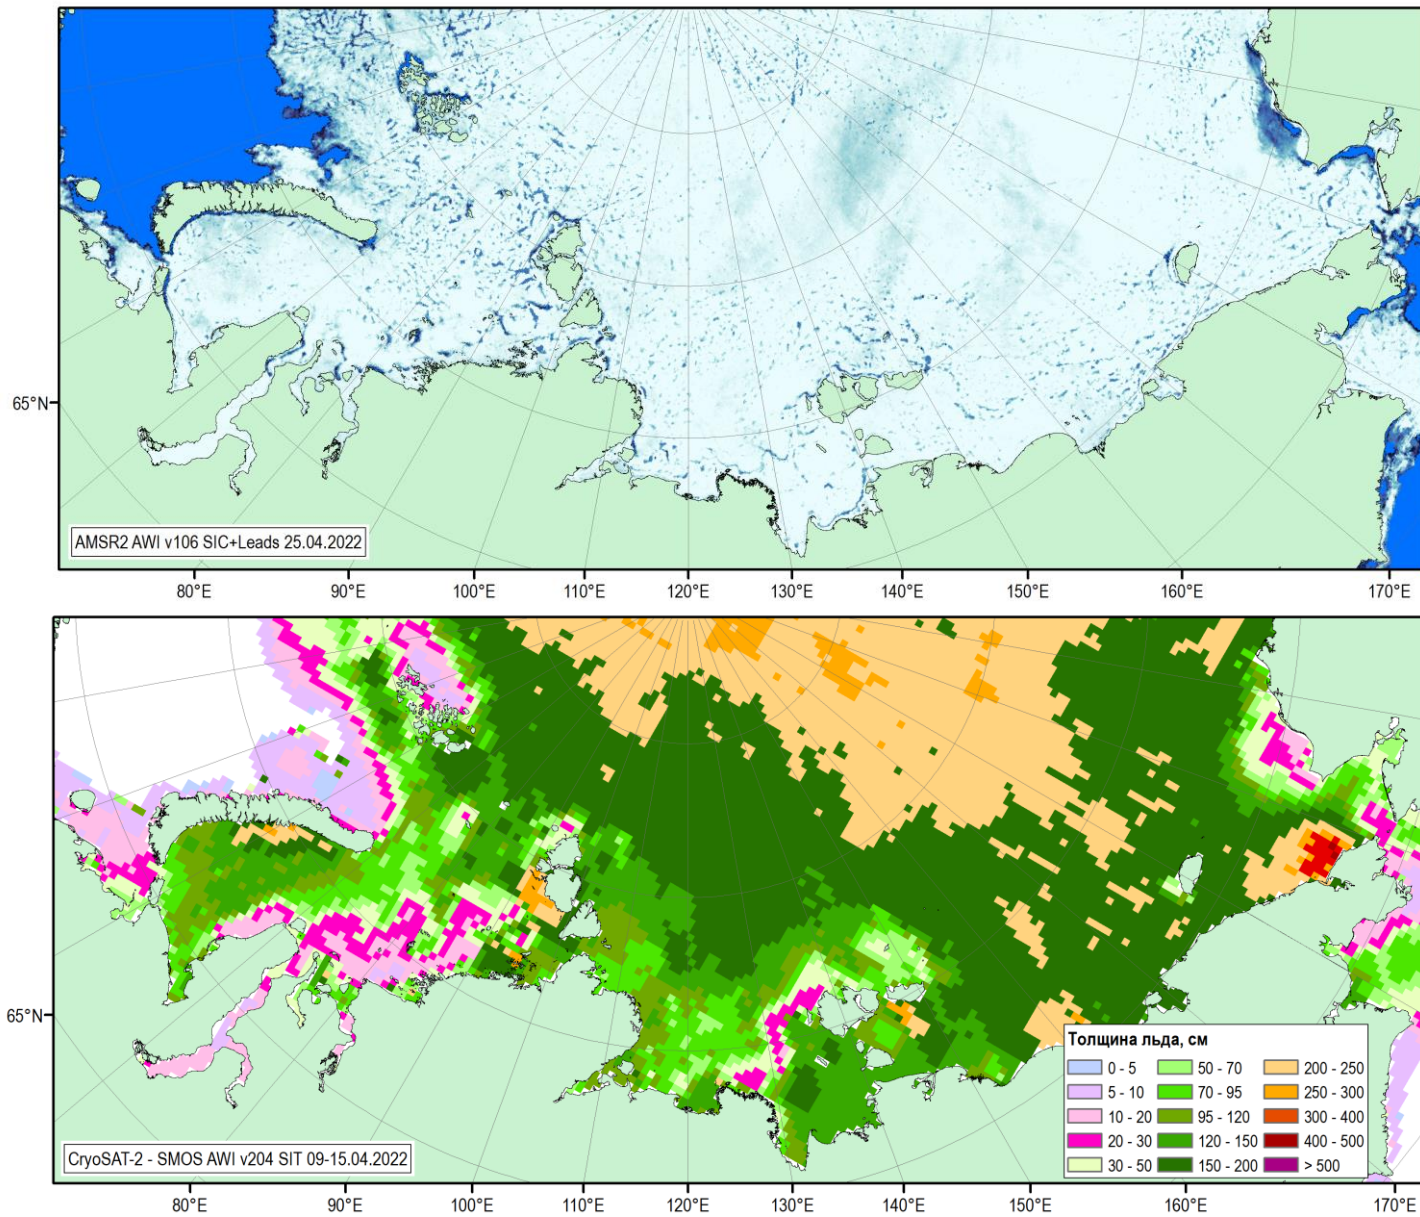 65°N
AMSR2 AWI v106 SIC+Leads 25.04.2022
80°E 90°E 100°E 110°E 120°E 130°E 140°E 150°E 160°E 170°E
65°N
Толщина льда, см
0 - 5 50 - 70 200 - 250
5 - 10 70 - 95 250 - 300
10 - 20 95 - 120 300 - 400
20 - 30 120 - 150 400 - 500
30 - 50 150 - 200 > 500
CryoSAT-2 - SMOS AWI v204 SIT 09-15.04.2022
80°E 90°E 100°E 110°E 120°E 130°E 140°E 150°E 160°E 170°E